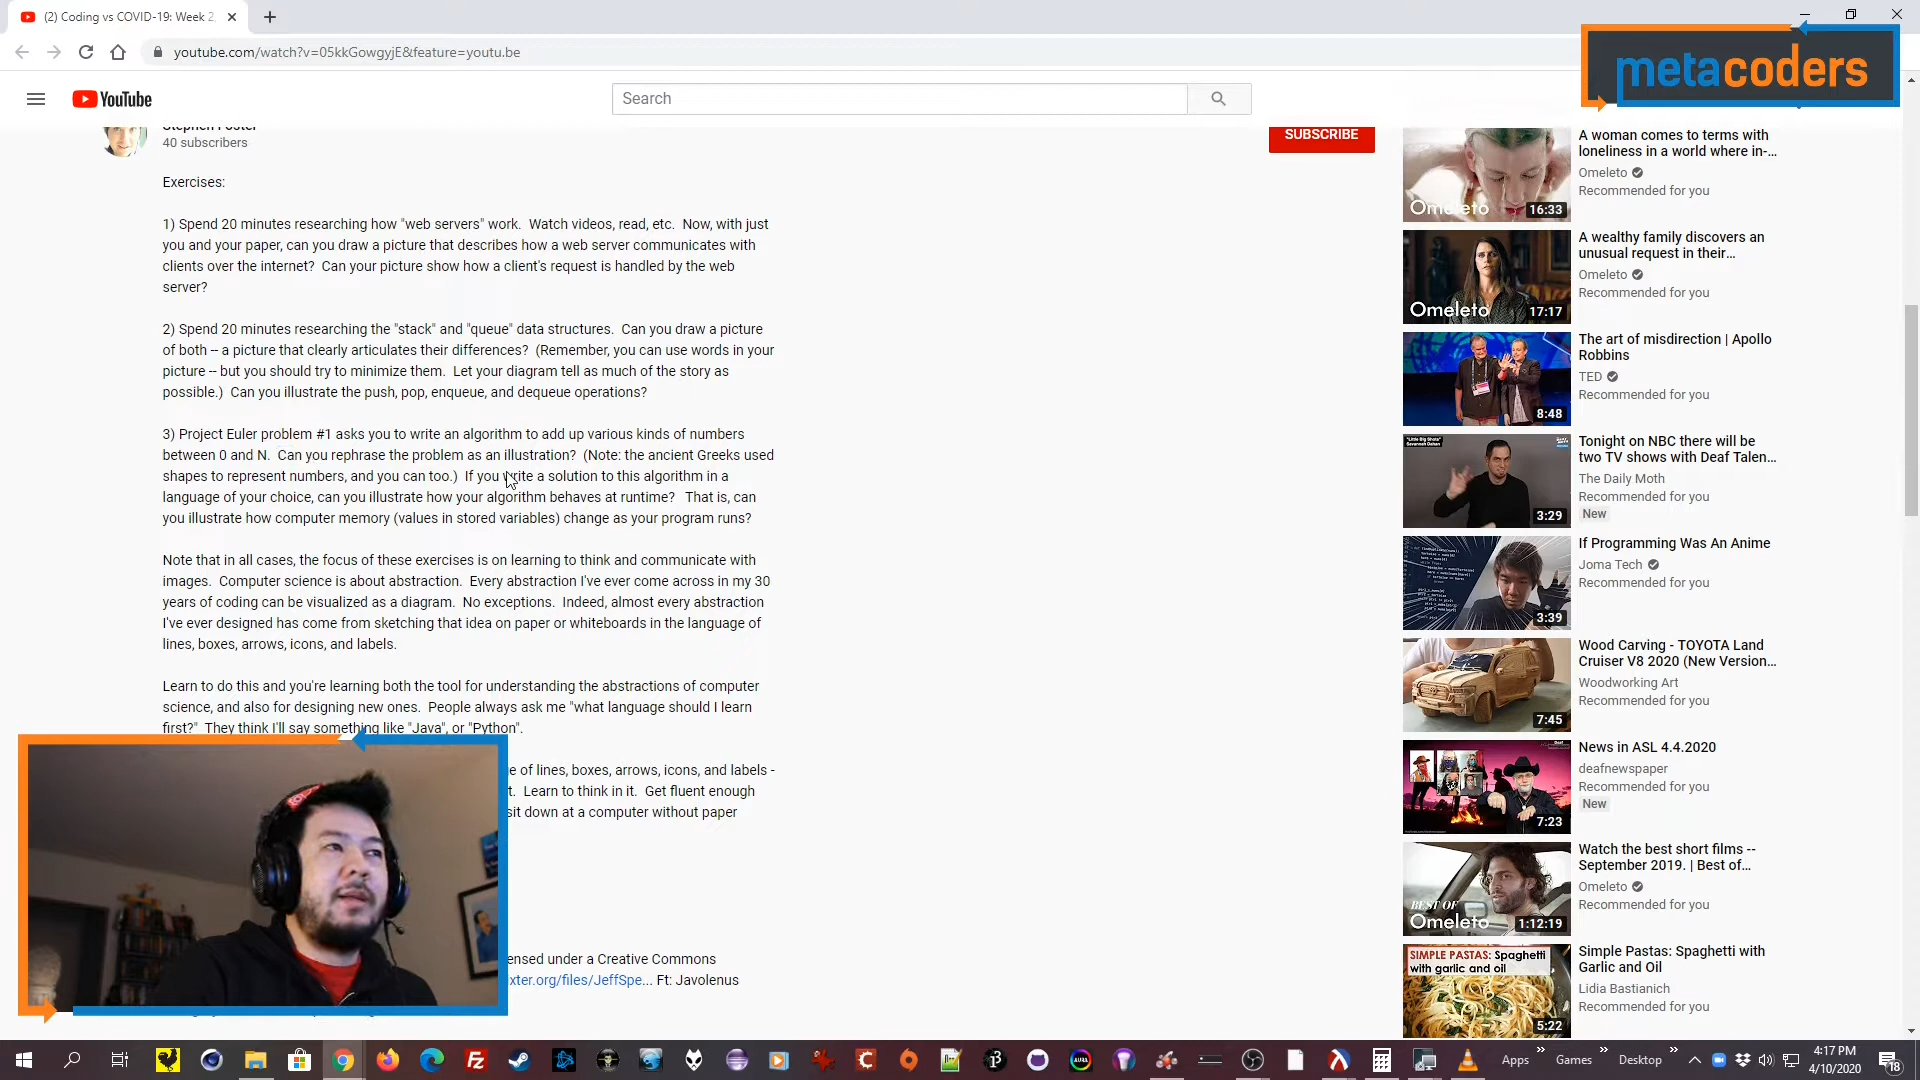 (2) Coding vs COVID-19: Week 2
youtube.com/watch?v=05kkGowgyjE&feature=youtu.be
metacoders
YouTube
Search
Stephen Foster
40 subscribers
SUBSCRIBE
Exercises:
1) Spend 20 minutes researching how "web servers" work. Watch videos, read, etc. Now, with just
you and your paper, can you draw a picture that describes how a web server communicates with
clients over the internet? Can your picture show how a client's request is handled by the web
server?
2) Spend 20 minutes researching the "stack" and "queue" data structures. Can you draw a picture
of both -- a picture that clearly articulates their differences? (Remember, you can use words in your
picture -- but you should try to minimize them. Let your diagram tell as much of the story as
possible.) Can you illustrate the push, pop, enqueue, and dequeue operations?
3) Project Euler problem #1 asks you to write an algorithm to add up various kinds of numbers
between 0 and N. Can you rephrase the problem as an illustration? (Note: the ancient Greeks used
shapes to represent numbers, and you can too.) If you write a solution to this algorithm in a
language of your choice, can you illustrate how your algorithm behaves at runtime? That is, can
you illustrate how computer memory (values in stored variables) change as your program runs?
Note that in all cases, the focus of these exercises is on learning to think and communicate with
images. Computer science is about abstraction. Every abstraction I've ever come across in my 30
years of coding can be visualized as a diagram. No exceptions. Indeed, almost every abstraction
I've ever designed has come from sketching that idea on paper or whiteboards in the language of
lines, boxes, arrows, icons, and labels.
Learn to do this and you're learning both the tool for understanding the abstractions of computer
science, and also for designing new ones. People always ask me "what language should I learn
first?" They think I'll say something like "Java", or "Python".
e of lines, boxes, arrows, icons, and labels -
t. Learn to think in it. Get fluent enough
sit down at a computer without paper
ensed under a Creative Commons
xter.org/files/JeffSpe... Ft: Javolenus
A woman comes to terms with
loneliness in a world where in-...
Omeleto
Recommended for you
Omeleto
16:33
A wealthy family discovers an
unusual request in their...
Omeleto
Recommended for you
Omeleto
17:17
The art of misdirection | Apollo
Robbins
TED
Recommended for you
8:48
Tonight on NBC there will be
two TV shows with Deaf Talen...
The Daily Moth
Recommended for you
New
3:29
If Programming Was An Anime
Joma Tech
Recommended for you
3:39
Wood Carving - TOYOTA Land
Cruiser V8 2020 (New Version...
Woodworking Art
Recommended for you
7:45
News in ASL 4.4.2020
deafnewspaper
Recommended for you
New
7:23
Watch the best short films --
September 2019. | Best of...
Omeleto
Recommended for you
BEST OF
Omeleto
1:12:19
Simple Pastas: Spaghetti with
Garlic and Oil
Lidia Bastianich
Recommended for you
SIMPLE PASTAS: Spaghetti
with garlic and oil
5:22
Apps
Games
Desktop
4:17 PM
4/10/2020
18